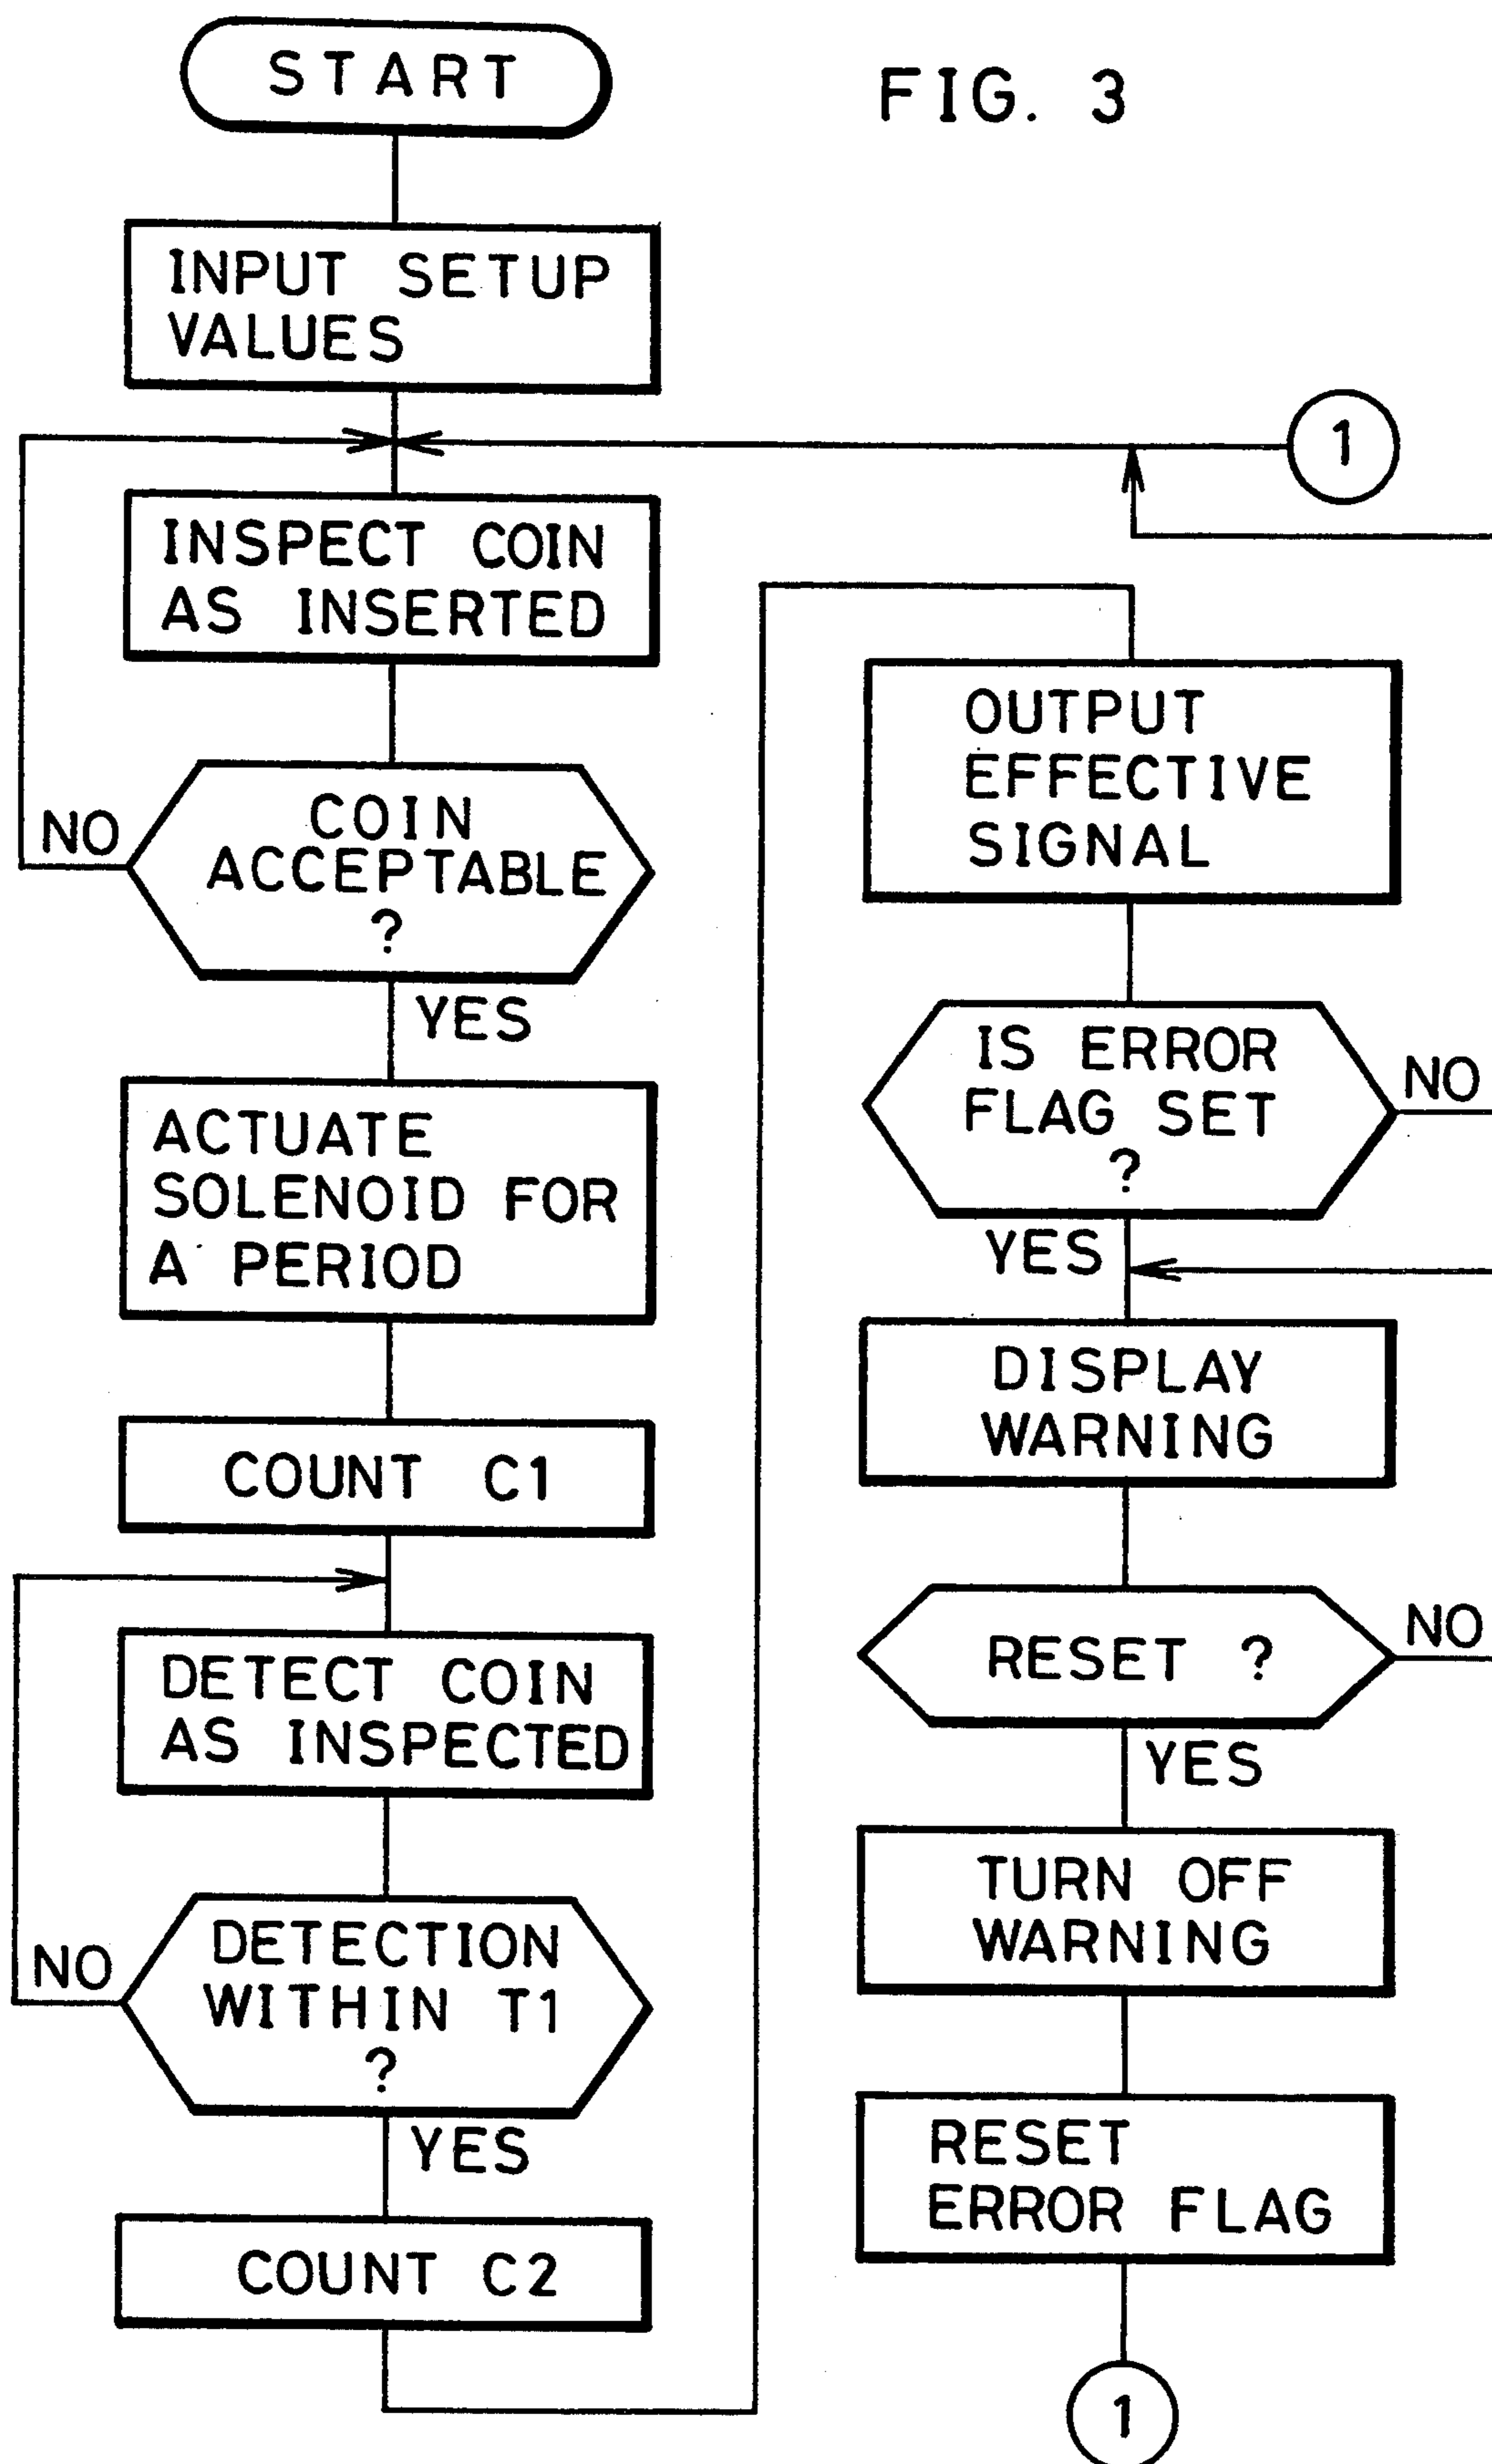 START
FIG. 3
INPUT SETUP
VALUES
1
INSPECT COIN
AS INSERTED
COIN
ACCEPTABLE
?
NO
YES
ACTUATE
SOLENOID FOR
A PERIOD
COUNT C1
DETECT COIN
AS INSPECTED
DETECTION
WITHIN T1
?
NO
YES
COUNT C2
OUTPUT
EFFECTIVE
SIGNAL
IS ERROR
FLAG SET
?
NO
YES
DISPLAY
WARNING
RESET ?
NO
YES
TURN OFF
WARNING
RESET
ERROR FLAG
1